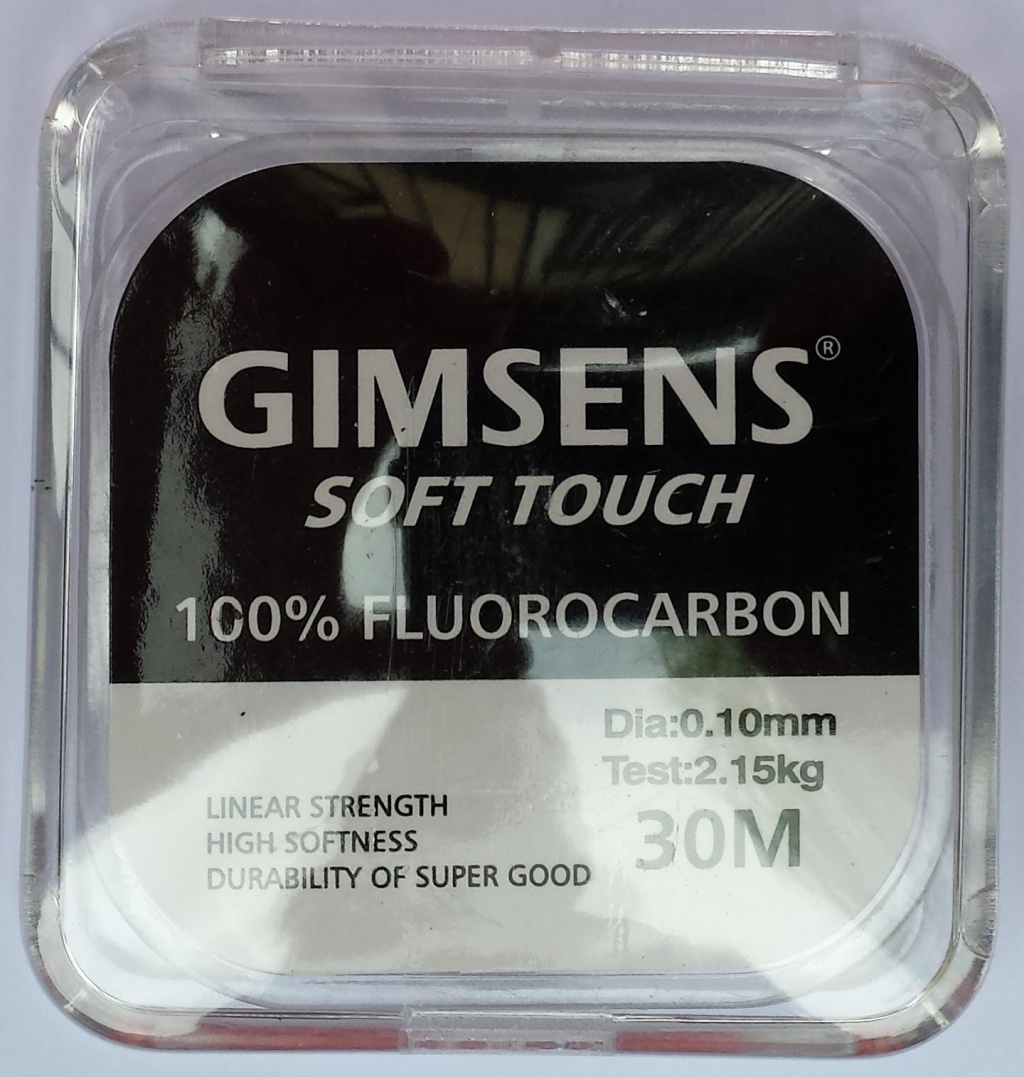 GIMSENS®
SOFT TOUCH
100% FLUOROCARBON
Dia:0.10mm
Test:2.15kg
30M
LINEAR STRENGTH
HIGH SOFTNESS
DURABILITY OF SUPER GOOD